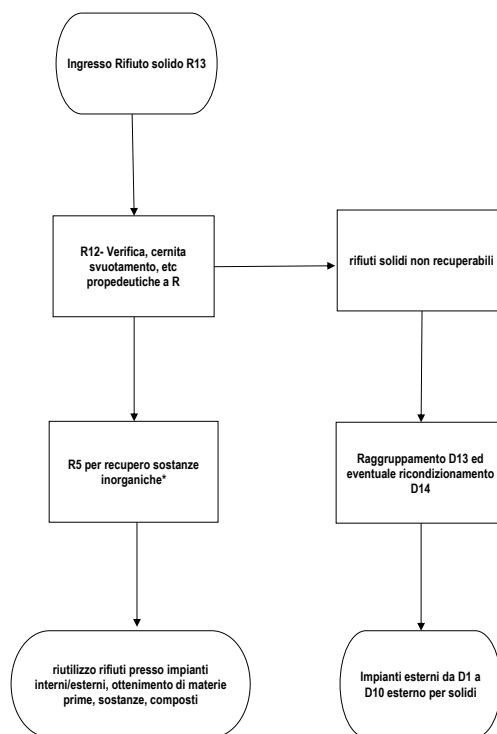 Ingresso Rifiuto solido R13
R12- Verifica, cernita
svuotamento, etc
propedeutiche a R
rifiuti solidi non recuperabili
R5 per recupero sostanze
inorganiche*
Raggruppamento D13 ed
eventuale ricondizionamento
D14
riutilizzo rifiuti presso impianti
interni/esterni, ottenimento di materie
prime, sostanze, composti
Impianti esterni da D1 a
D10 esterno per solidi